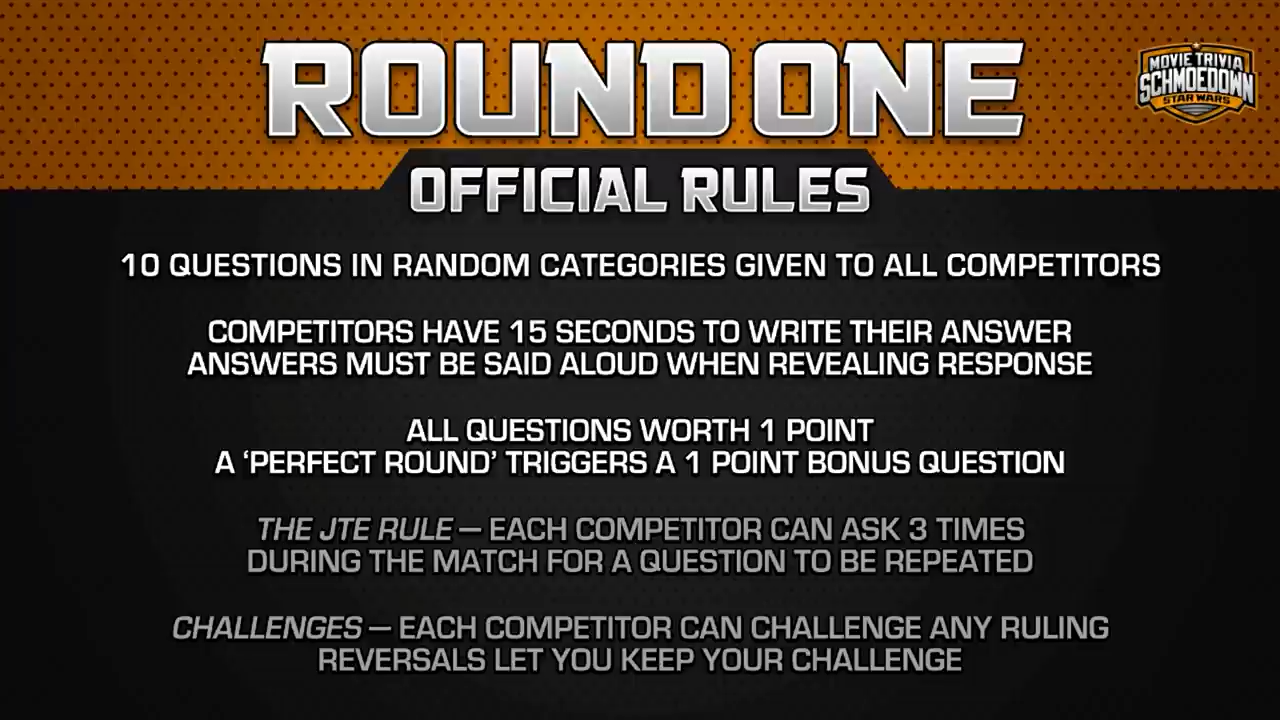 ROUND ONE
MOVIE TRIVIA
SCHMOEDOWN
STAR WARS
OFFICIAL RULES
10 QUESTIONS IN RANDOM CATEGORIES GIVEN TO ALL COMPETITORS
COMPETITORS HAVE 15 SECONDS TO WRITE THEIR ANSWER
ANSWERS MUST BE SAID ALOUD WHEN REVEALING RESPONSE
ALL QUESTIONS WORTH 1 POINT
A ‘PERFECT ROUND’ TRIGGERS A 1 POINT BONUS QUESTION
THE JTE RULE – EACH COMPETITOR CAN ASK 3 TIMES
DURING THE MATCH FOR A QUESTION TO BE REPEATED
CHALLENGES – EACH COMPETITOR CAN CHALLENGE ANY RULING
REVERSALS LET YOU KEEP YOUR CHALLENGE